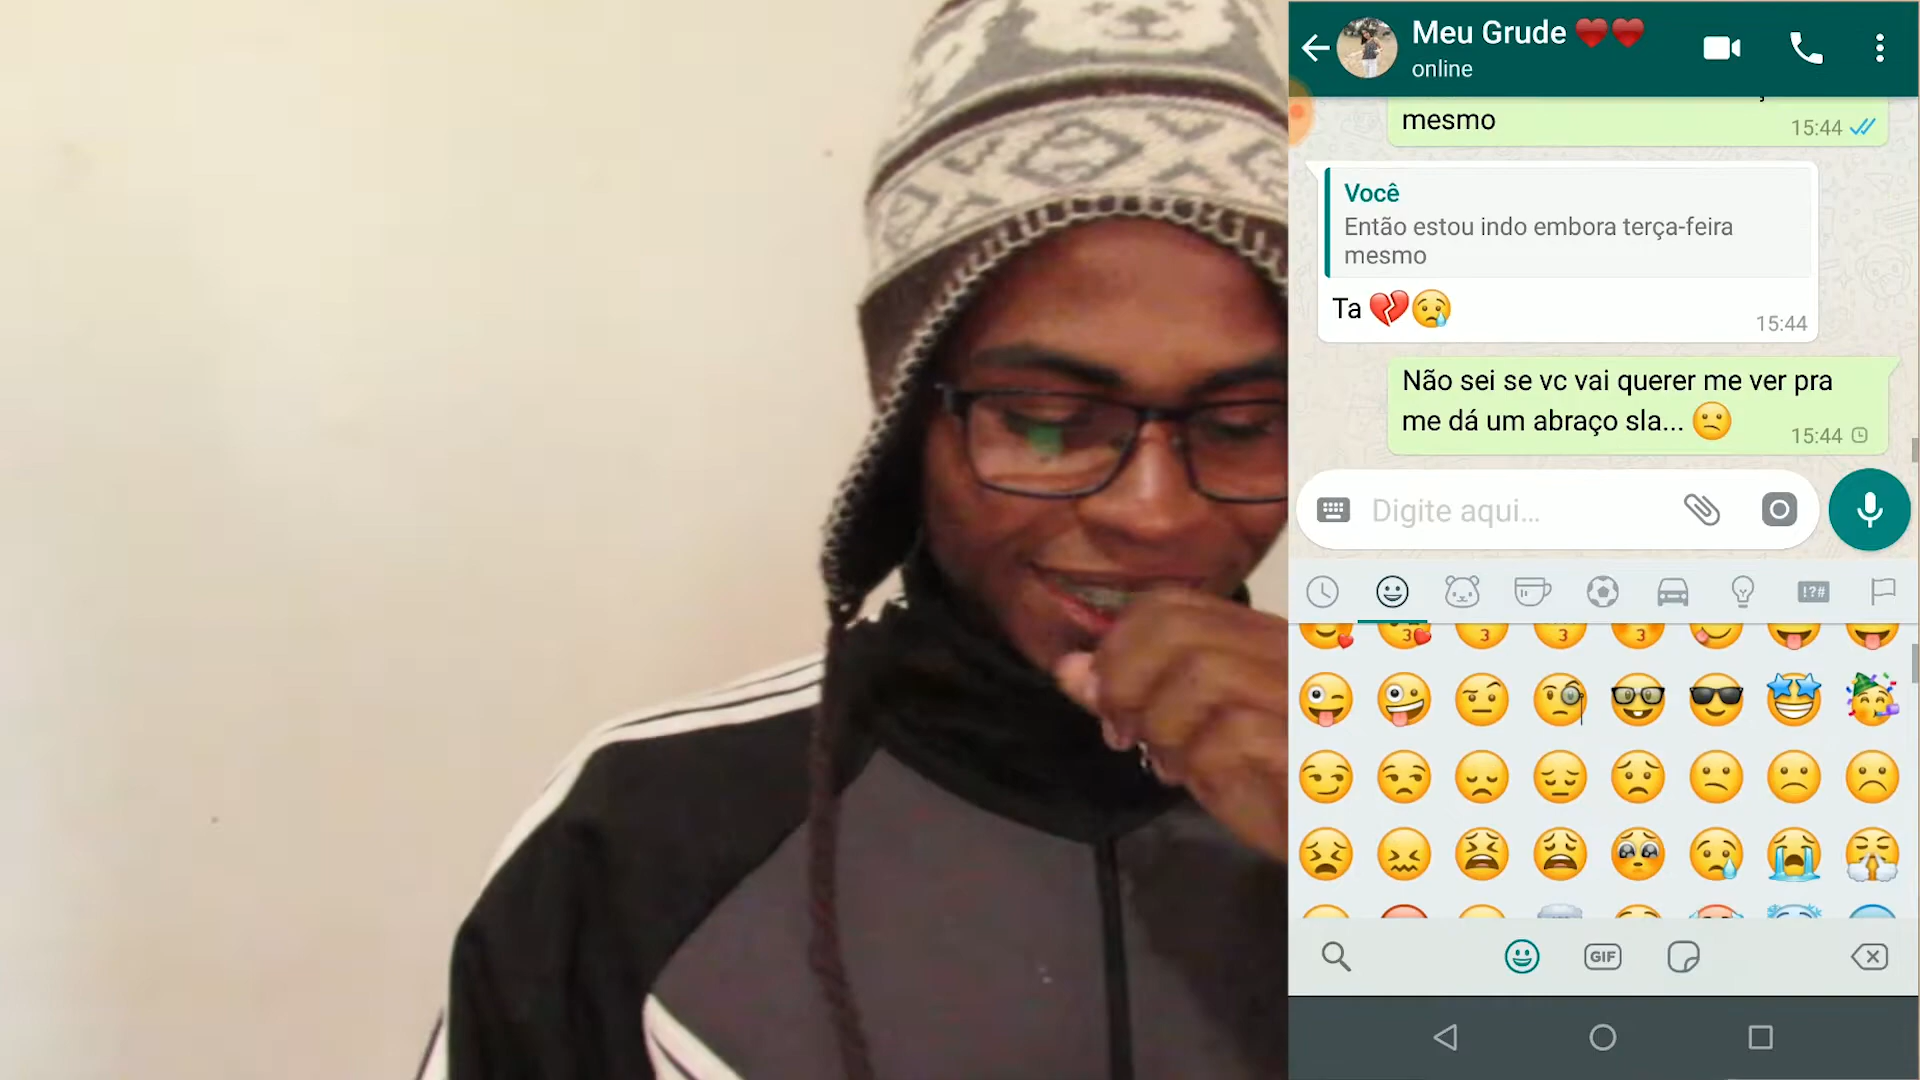 Meu Grude ❤️❤️
online
mesmo
15:44
Você
Então estou indo embora terça-feira
mesmo
Ta 💔😢
15:44
Não sei se vc vai querer me ver pra
me dá um abraço sla... 😕
15:44
Digite aqui...
!?#
GIF